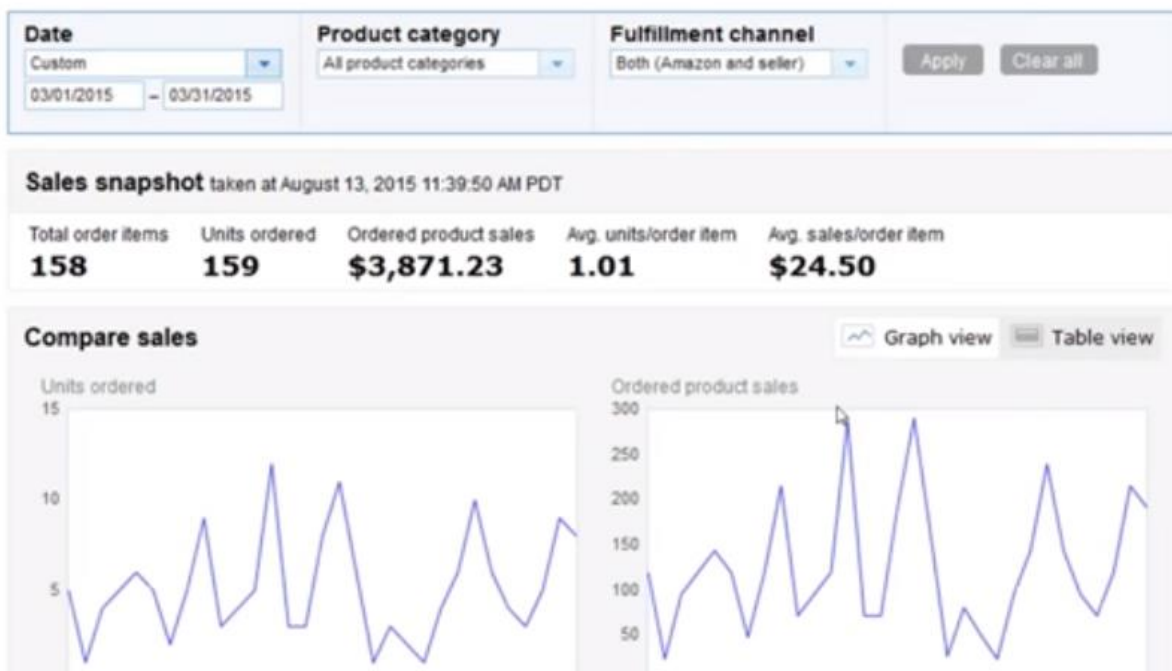 Date Product category Fulfillment channel
Custom All product categories Both (Amazon and seller) Apply Clear all
03/01/2015 – 03/31/2015
Sales snapshot taken at August 13, 2015 11:39:50 AM PDT
Total order items Units ordered Ordered product sales Avg. units/order item Avg. sales/order item
158 159 $3,871.23 1.01 $24.50
Compare sales Graph view Table view
Units ordered Ordered product sales
15 300
250
10 200
150
5 100
50